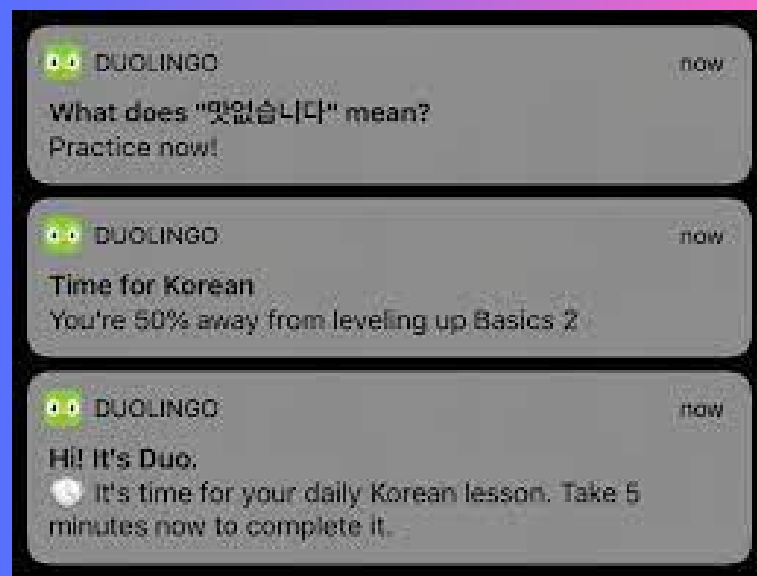 DUOLINGO now
What does "맛없습니다" mean?
Practice now!
DUOLINGO now
Time for Korean
You're 50% away from leveling up Basics 2
DUOLINGO now
Hi! It's Duo.
It's time for your daily Korean lesson. Take 5
minutes now to complete it.